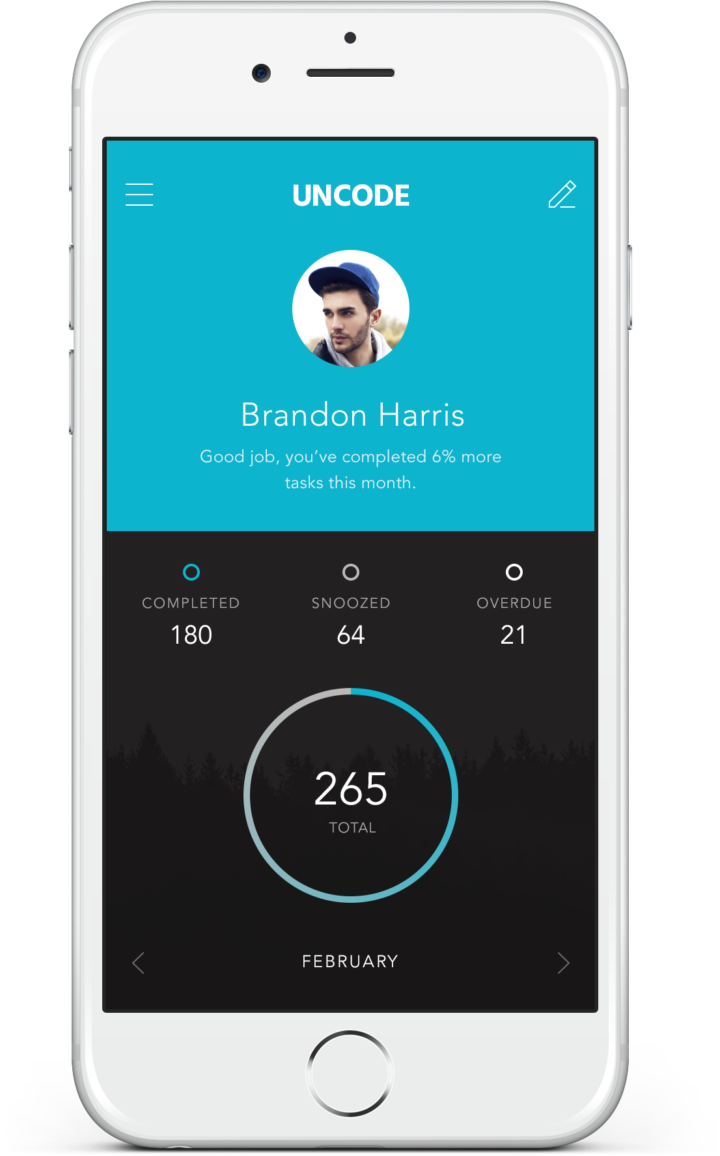 UNCODE
Brandon Harris
Good job, you've completed 6% more
tasks this month.
COMPLETED
SNOOZED
OVERDUE
180
64
21
265
TOTAL
FEBRUARY